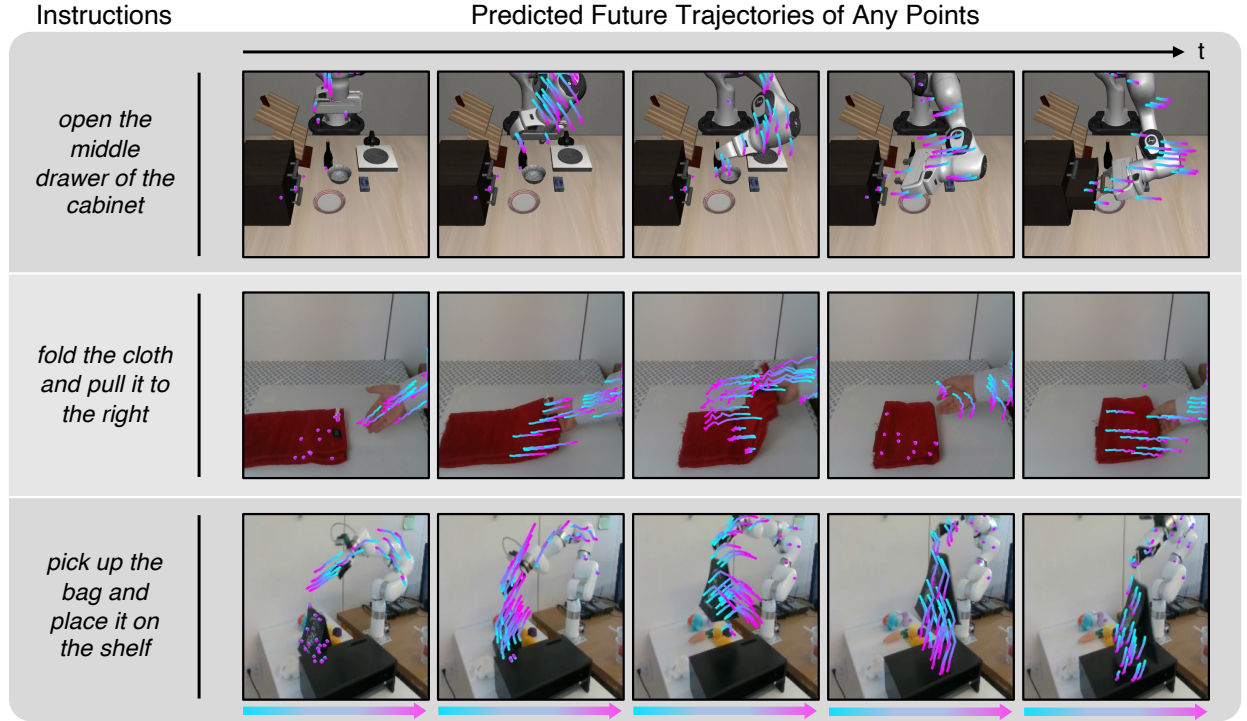 Instructions
Predicted Future Trajectories of Any Points
t
open the
middle
drawer of the
cabinet
fold the cloth
and pull it to
the right
pick up the
bag and
place it on
the shelf